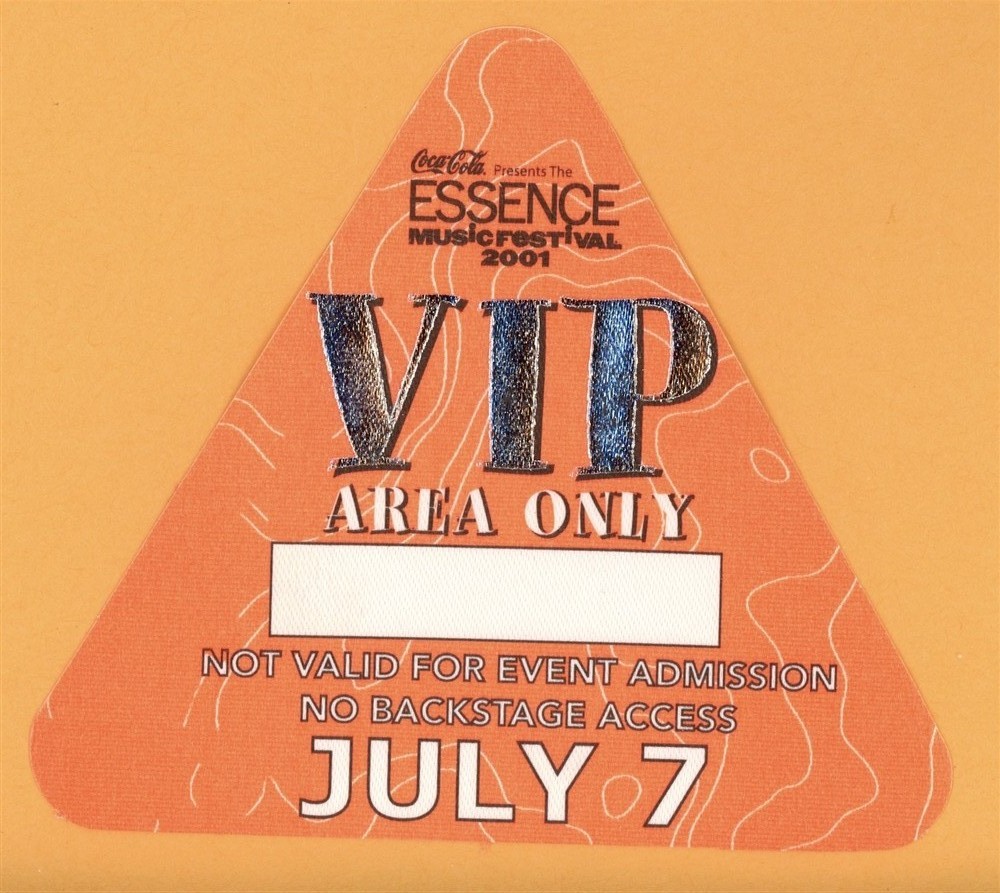 Coca-Cola Presents The
ESSENCE
MUSIC FESTIVAL
2001
VIP
AREA ONLY
NOT VALID FOR EVENT ADMISSION
NO BACKSTAGE ACCESS
JULY 7